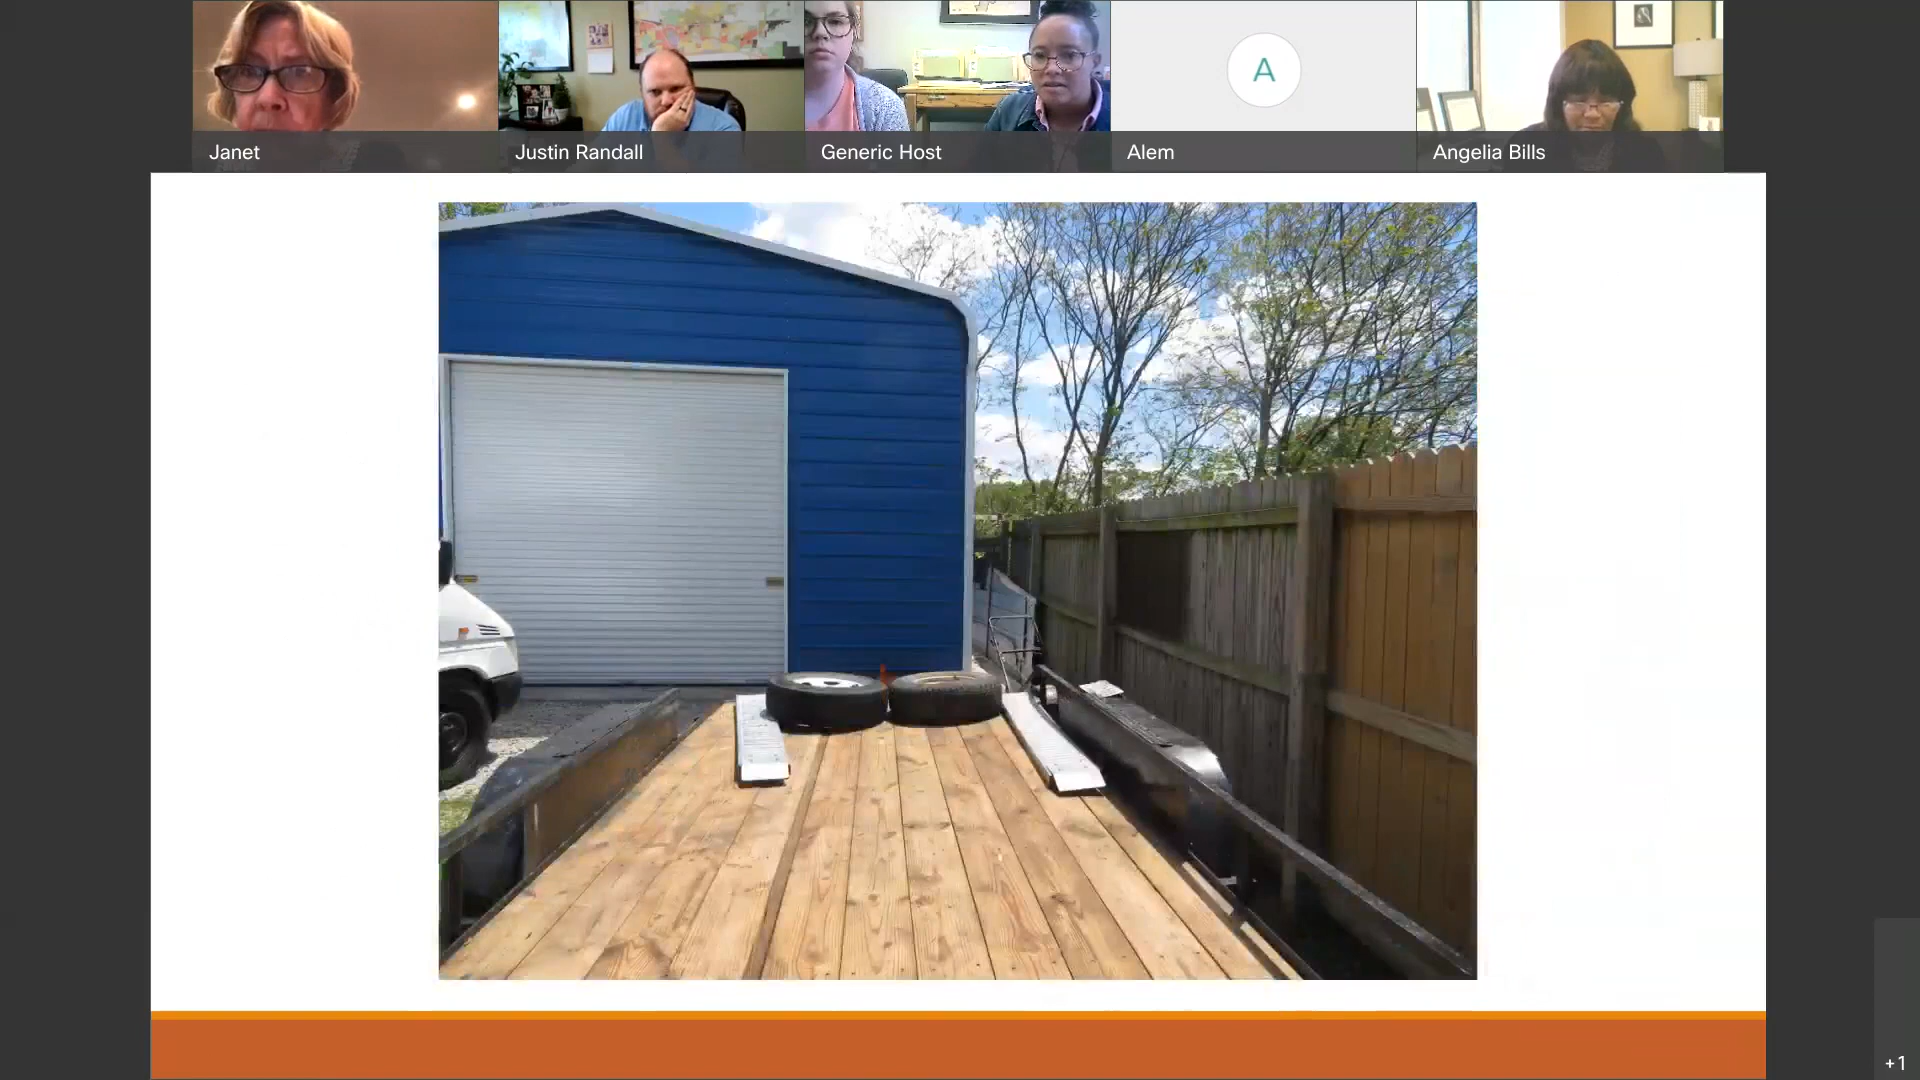 Janet
Justin Randall
Generic Host
A
Alem
Angelia Bills
+1